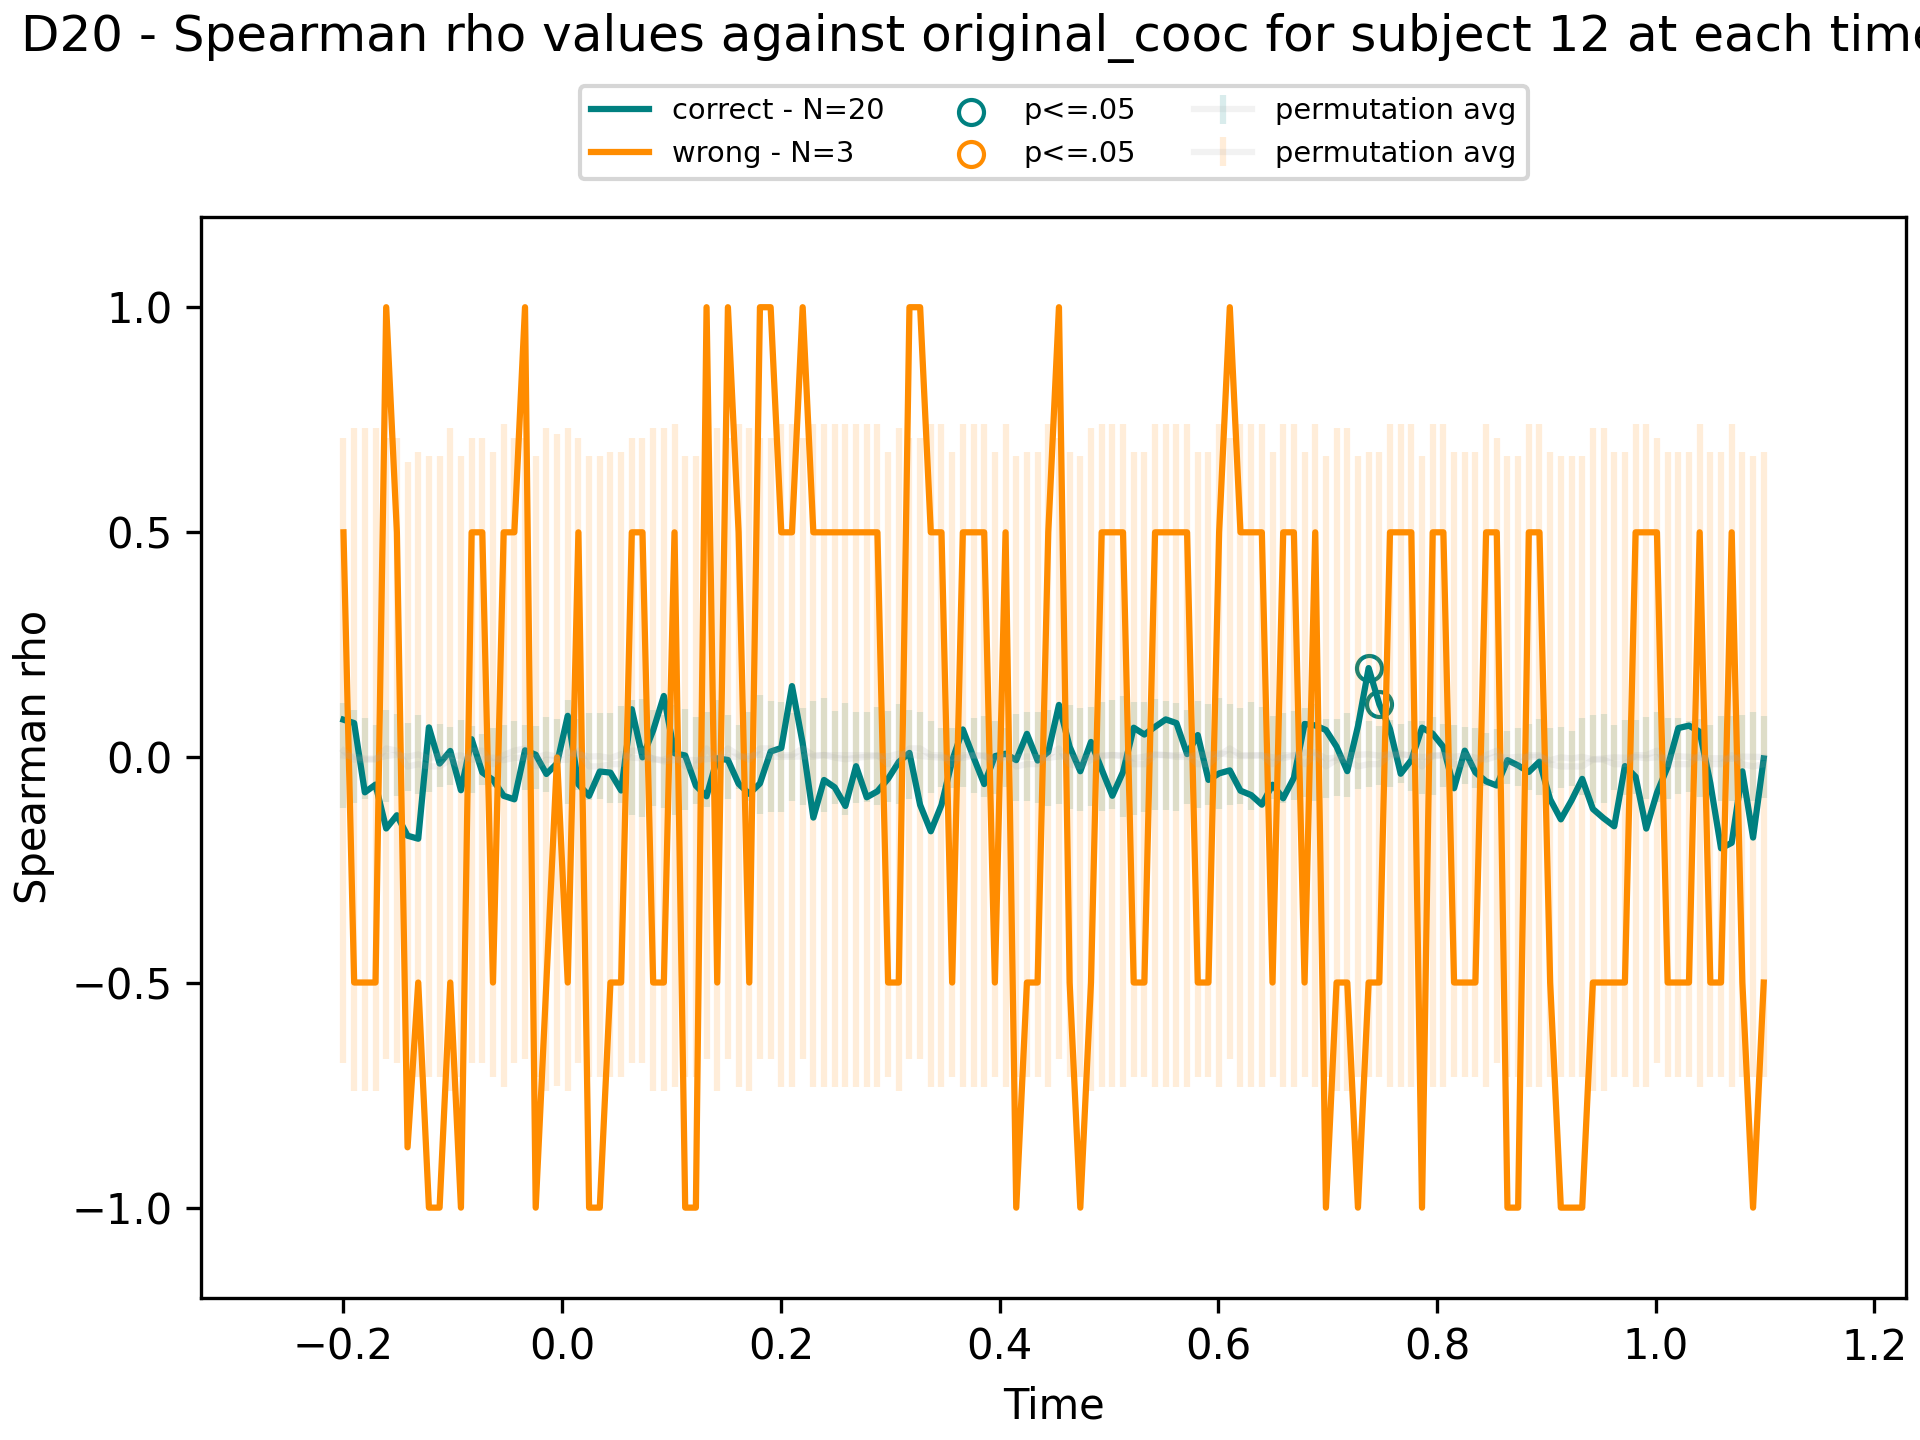 D20 - Spearman rho values against original_cooc for subject 12 at each time
correct - N=20
wrong - N=3
p<=.05
p<=.05
permutation avg
permutation avg
1.0
0.5
0.0
−0.5
−1.0
Spearman rho
−0.2 0.0 0.2 0.4 0.6 0.8 1.0 1.2
Time